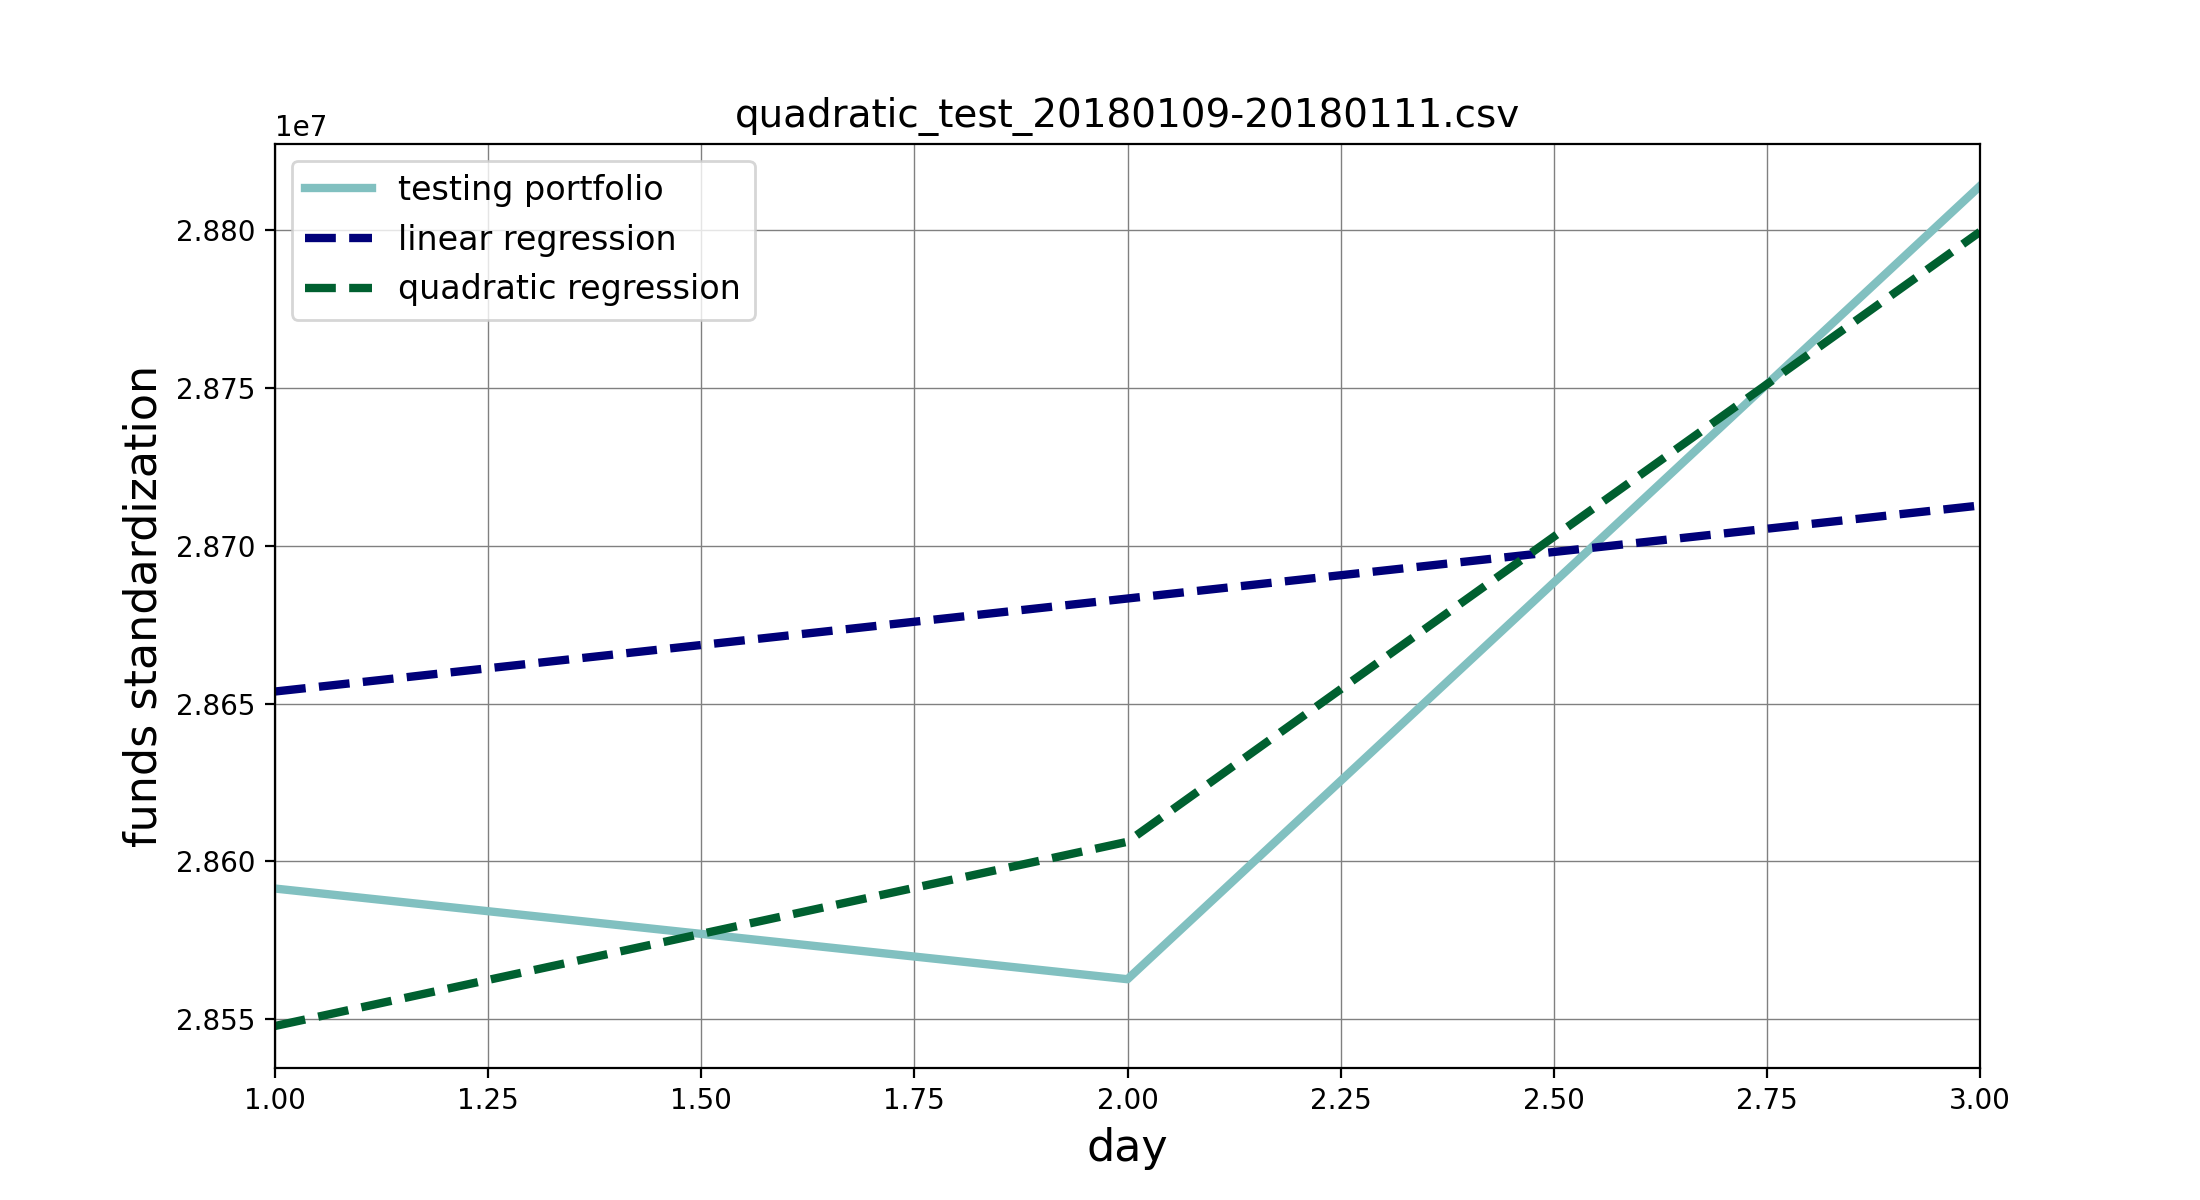 quadratic_test_20180109-20180111.csv
1e7
testing portfolio
linear regression
quadratic regression
2.880
2.875
2.870
2.865
2.860
2.855
funds standardization
1.00 1.25 1.50 1.75 2.00 2.25 2.50 2.75 3.00
day